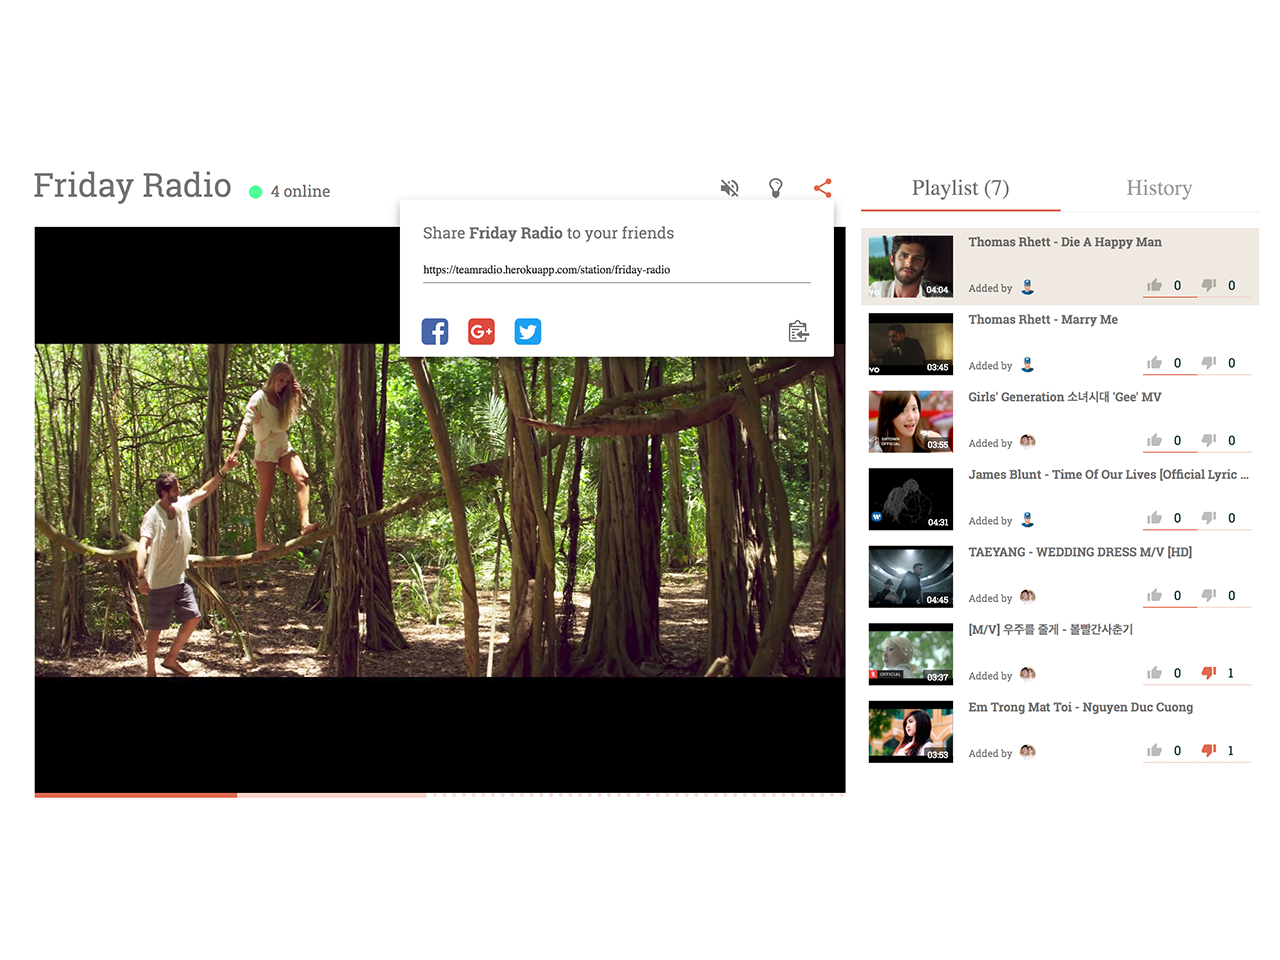 Friday Radio
4 online
Share Friday Radio to your friends
https://teamradio.herokuapp.com/station/friday-radio
Playlist (7)
History
Thomas Rhett - Die A Happy Man
04:04
Added by
0
0
Thomas Rhett - Marry Me
03:45
Added by
0
0
Girls' Generation 소녀시대 'Gee' MV
SMTOWN
OFFICIAL
03:55
Added by
0
0
James Blunt - Time Of Our Lives [Official Lyric ...
04:31
Added by
0
0
TAEYANG - WEDDING DRESS M/V [HD]
04:45
Added by
0
0
[M/V] 우주를 줄게 - 볼빨간사춘기
OFFICIAL
03:37
Added by
0
1
Em Trong Mat Toi - Nguyen Duc Cuong
03:53
Added by
0
1